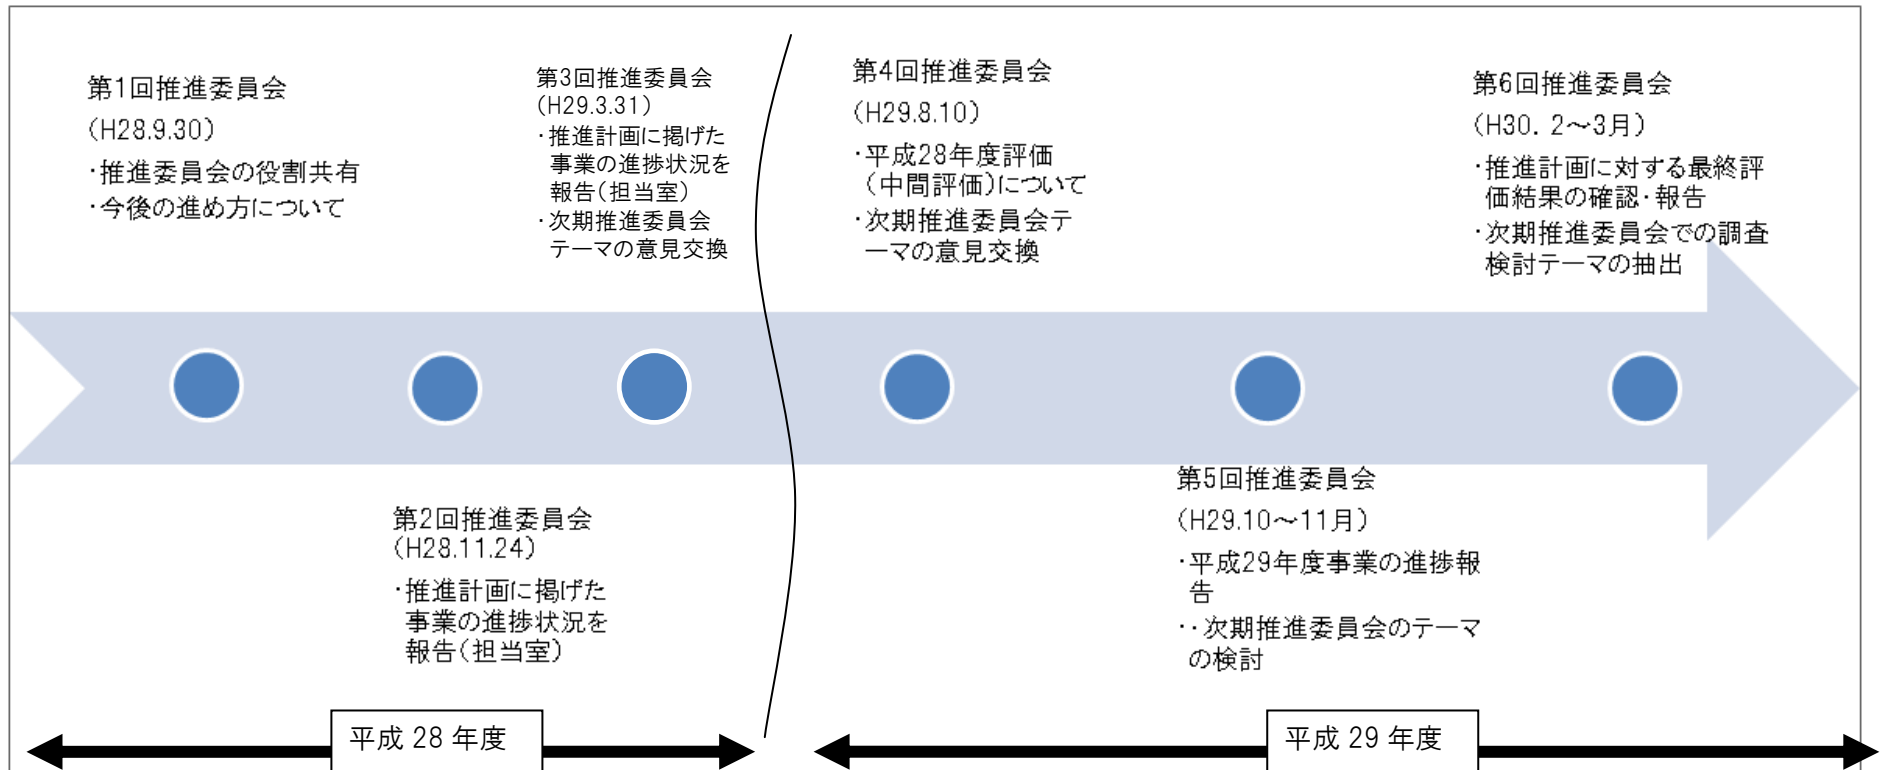 第1回推進委員会
(H28.9.30)
・推進委員会の役割共有
・今後の進め方について
第3回推進委員会
(H29.3.31)
・推進計画に掲げた
事業の進捗状況を
報告(担当室)
・次期推進委員会
テーマの意見交換
第4回推進委員会
(H29.8.10)
・平成28年度評価
(中間評価)について
・次期推進委員会テ
ーマの意見交換
第6回推進委員会
(H30. 2～3月)
・推進計画に対する最終評
価結果の確認・報告
・次期推進委員会での調査
検討テーマの抽出
第2回推進委員会
(H28.11.24)
・推進計画に掲げた
事業の進捗状況を
報告(担当室)
第5回推進委員会
(H29.10～11月)
・平成29年度事業の進捗報
告
・・次期推進委員会のテーマ
の検討
平成 28 年度
平成 29 年度